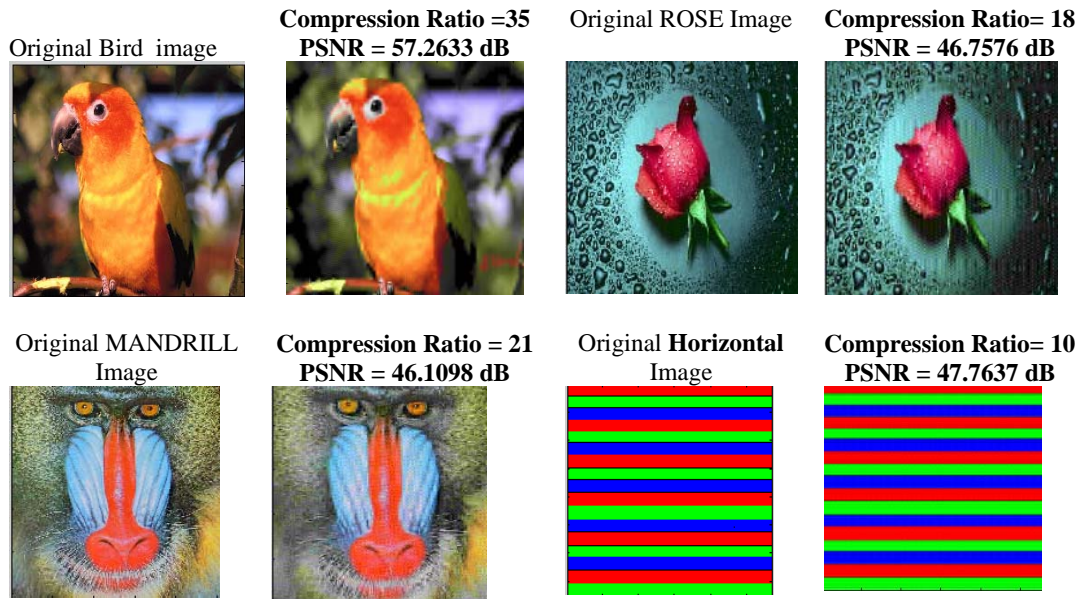 Original Bird image
Compression Ratio =35
PSNR = 57.2633 dB
Original ROSE Image
Compression Ratio= 18
PSNR = 46.7576 dB
Original MANDRILL
Image
Compression Ratio = 21
PSNR = 46.1098 dB
Original Horizontal
Image
Compression Ratio= 10
PSNR = 47.7637 dB